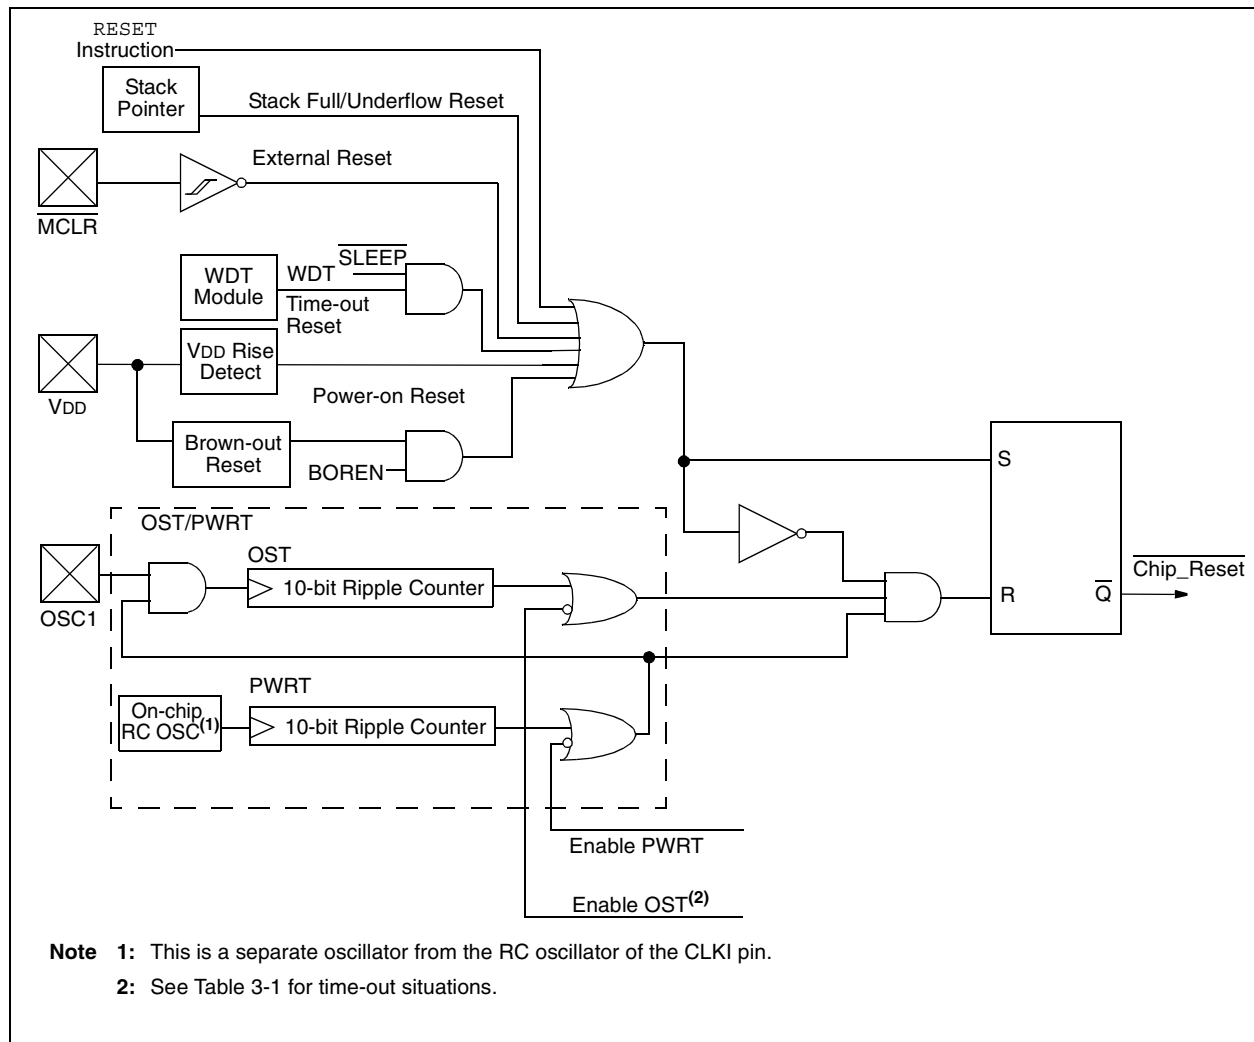 RESET
Instruction
Stack
Pointer
Stack Full/Underflow Reset
External Reset
MCLR
SLEEP
WDT
Module
WDT
Time-out
Reset
VDD Rise
Detect
VDD
Power-on Reset
Brown-out
Reset
BOREN
S
OST/PWRT
OST
10-bit Ripple Counter
OSC1
Chip_Reset
R
Q
PWRT
On-chip
RC OSC(1)
10-bit Ripple Counter
Enable PWRT
Enable OST(2)
Note 1: This is a separate oscillator from the RC oscillator of the CLKI pin.
2: See Table 3-1 for time-out situations.